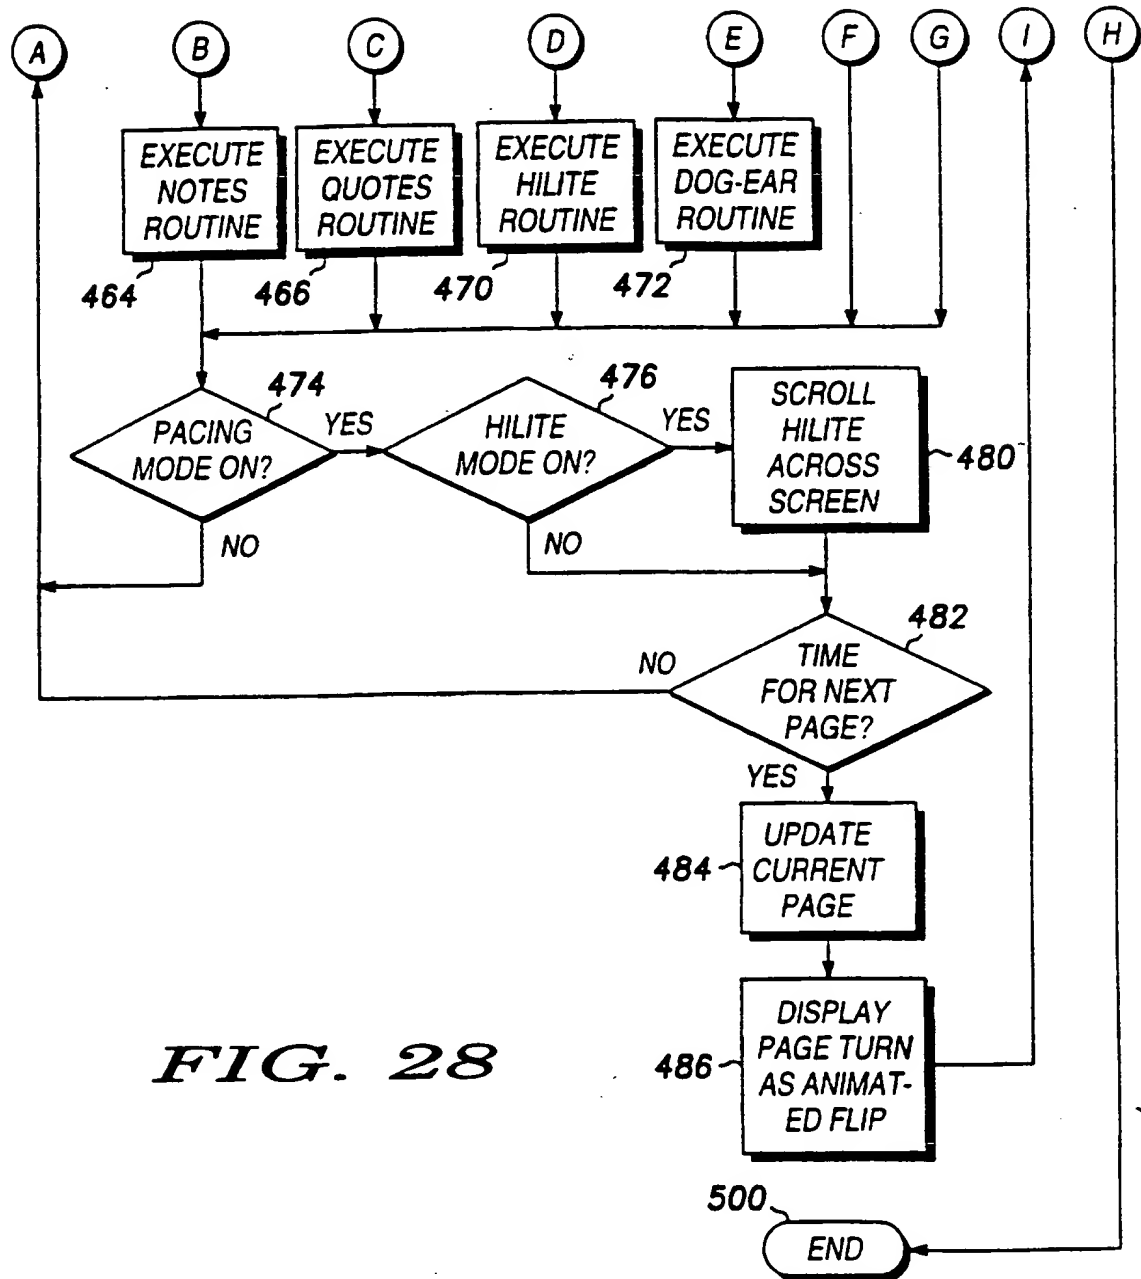 A B C D E F G I H
EXECUTE
NOTES
ROUTINE
464
EXECUTE
QUOTES
ROUTINE
466
EXECUTE
HILITE
ROUTINE
470
EXECUTE
DOG-EAR
ROUTINE
472
PACING
MODE ON?
474
YES
NO
HILITE
MODE ON?
476
YES
NO
SCROLL
HILITE
ACROSS
SCREEN
480
TIME
FOR NEXT
PAGE?
482
NO
YES
UPDATE
CURRENT
PAGE
484
DISPLAY
PAGE TURN
AS ANIMAT-
ED FLIP
486
FIG. 28
500
END